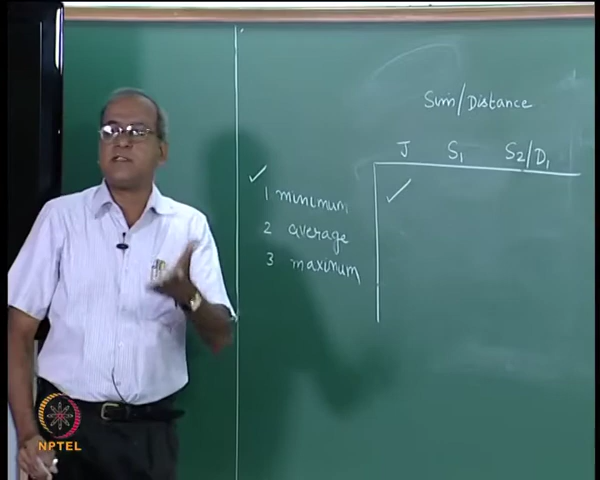 Sim/Distance
J S1 S2/D1
✓
1 minimum ✓
2 average
3 maximum
NPTEL